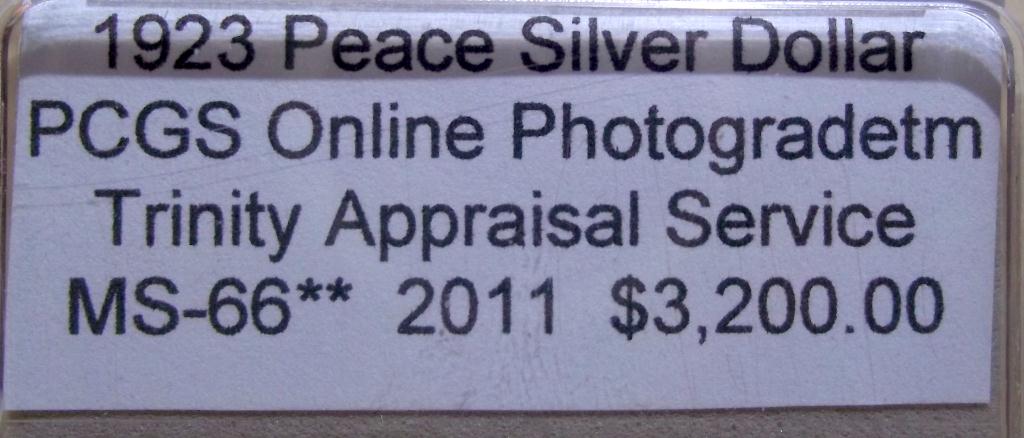 1923 Peace Silver Dollar
PCGS Online Photogradetm
Trinity Appraisal Service
MS-66** 2011 $3,200.00